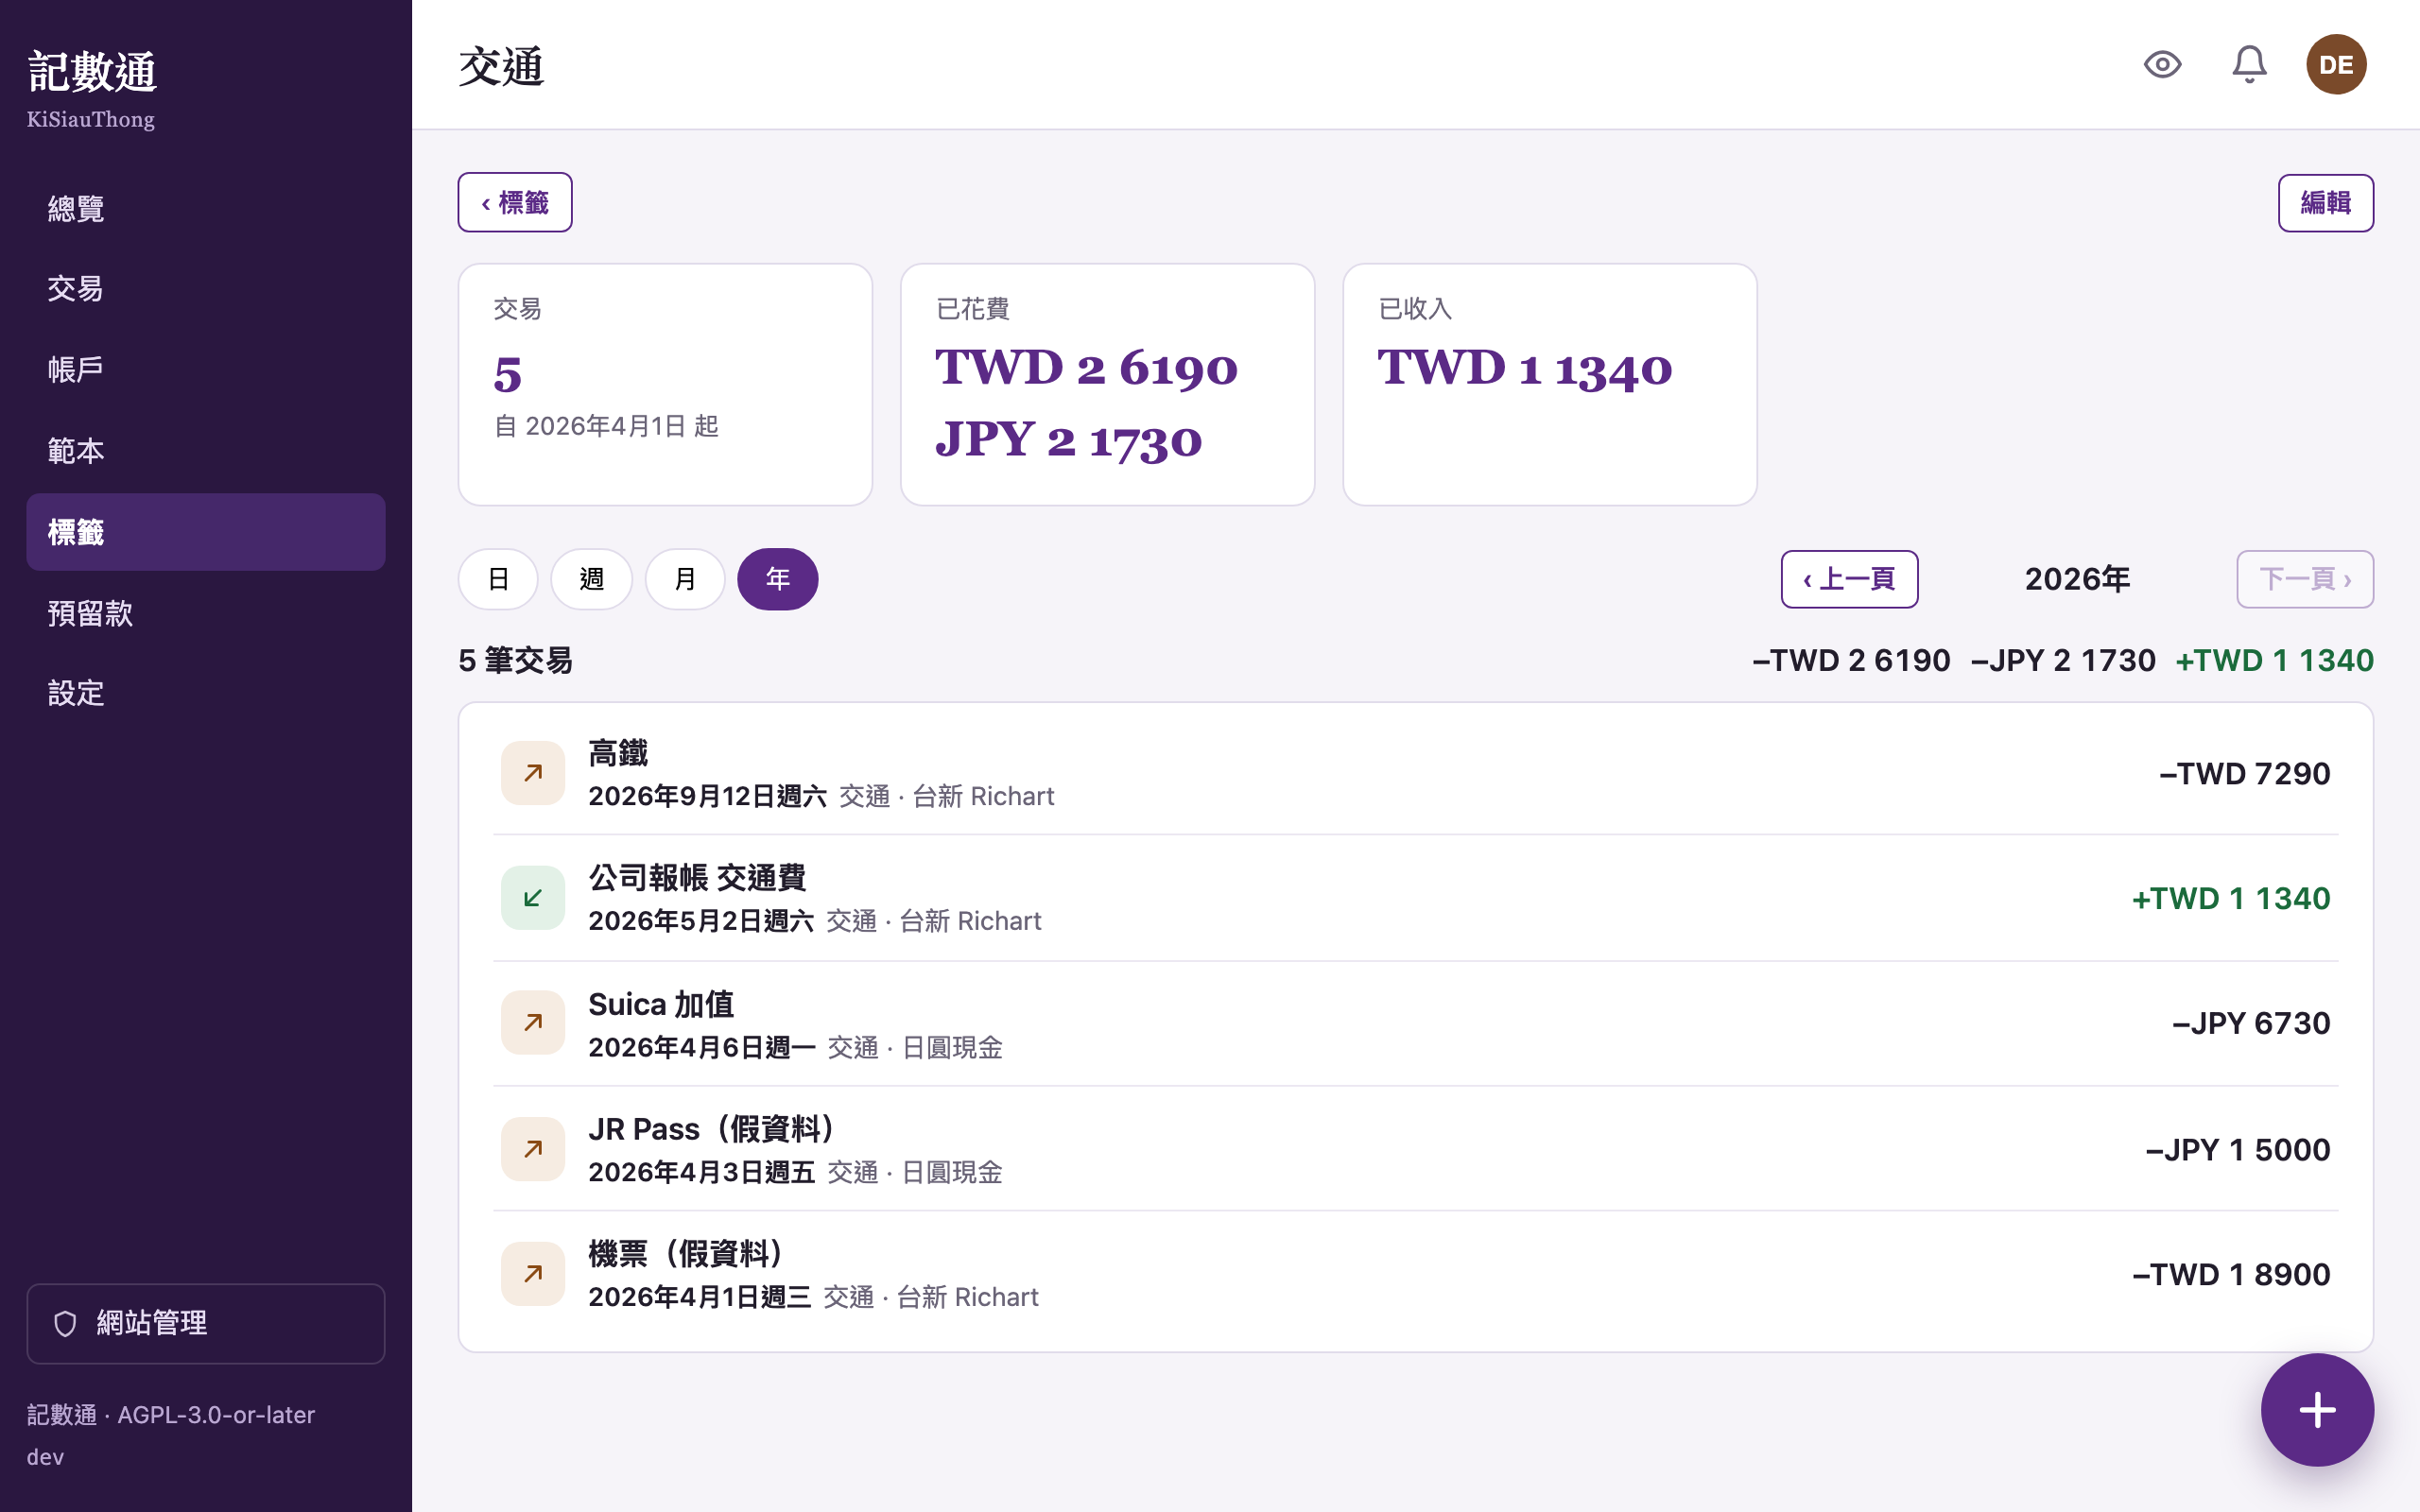 記數通
KiSiauThong
總覽
交易
帳戶
範本
標籤
預留款
設定
網站管理
記數通 · AGPL-3.0-or-later
dev
交通
DE
‹ 標籤
編輯
交易
5
自 2026年4月1日 起
已花費
TWD 2 6190
JPY 2 1730
已收入
TWD 1 1340
日 週 月 年
‹ 上一頁 2026年 下一頁 ›
5 筆交易 –TWD 2 6190 –JPY 2 1730 +TWD 1 1340
高鐵
2026年9月12日週六 交通 · 台新 Richart
–TWD 7290
公司報帳 交通費
2026年5月2日週六 交通 · 台新 Richart
+TWD 1 1340
Suica 加值
2026年4月6日週一 交通 · 日圓現金
–JPY 6730
JR Pass（假資料）
2026年4月3日週五 交通 · 日圓現金
–JPY 1 5000
機票（假資料）
2026年4月1日週三 交通 · 台新 Richart
–TWD 1 8900